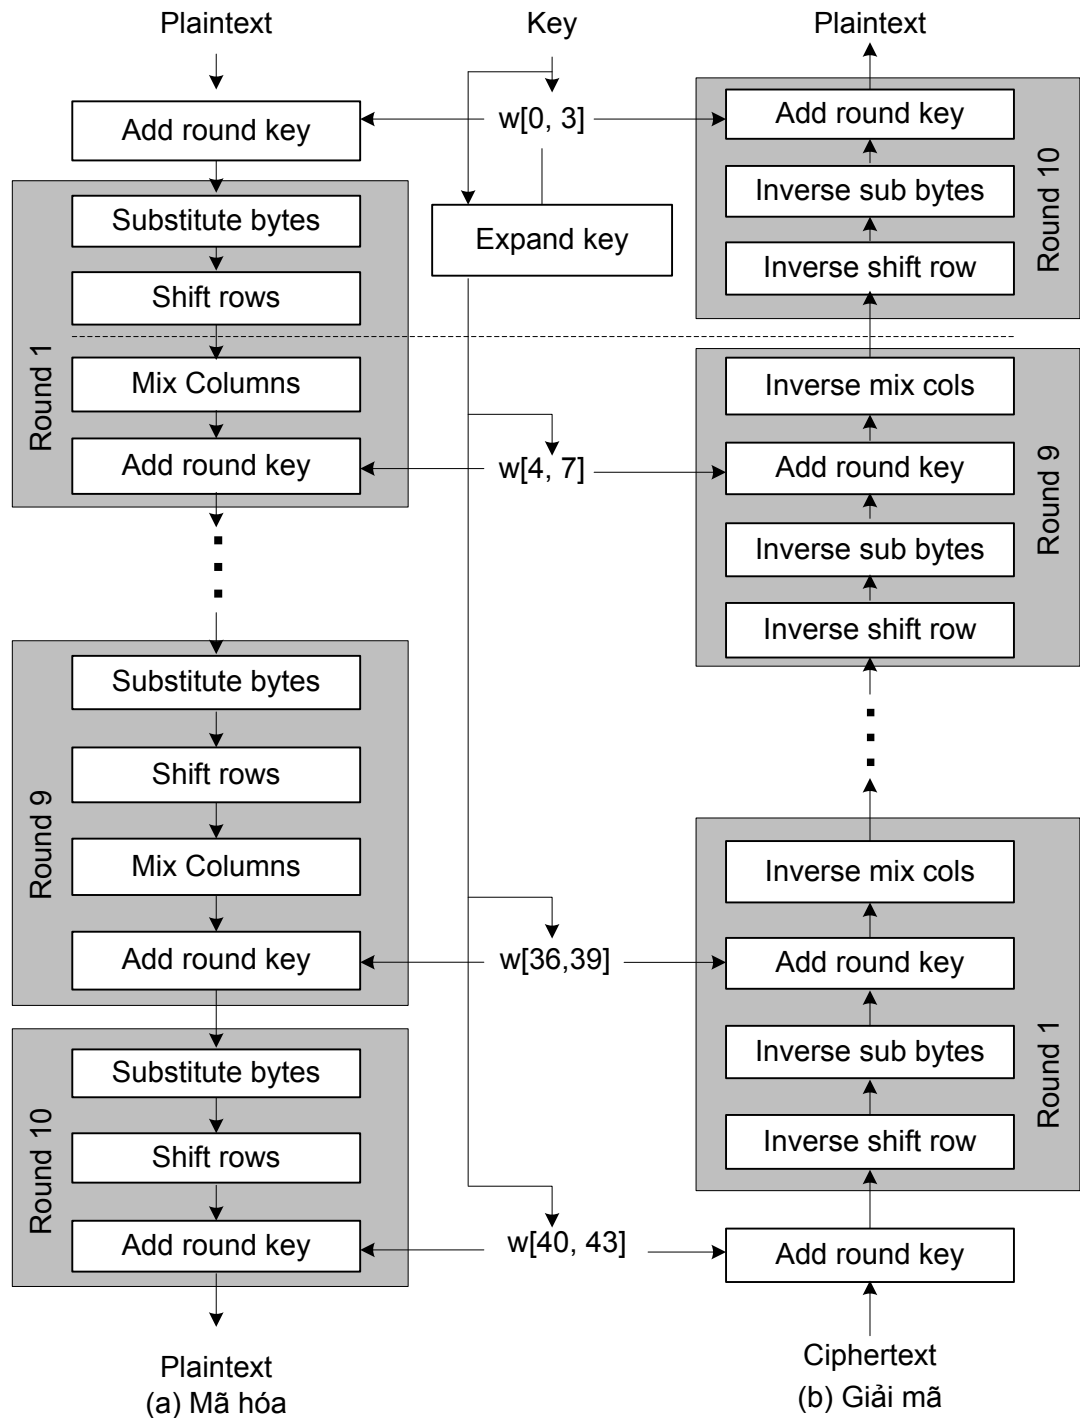 Plaintext
Key
Plaintext
Add round key
w[0, 3]
Add round key
Substitute bytes
Expand key
Inverse sub bytes
Shift rows
Inverse shift row
Round 10
Mix Columns
Inverse mix cols
Round 1
Add round key
w[4, 7]
Add round key
Inverse sub bytes
Inverse shift row
Round 9
Substitute bytes
Shift rows
Mix Columns
Inverse mix cols
Round 9
Add round key
w[36,39]
Add round key
Substitute bytes
Inverse sub bytes
Shift rows
Inverse shift row
Round 10
Round 1
Add round key
w[40, 43]
Add round key
Plaintext
Ciphertext
(a) Mã hóa
(b) Giải mã